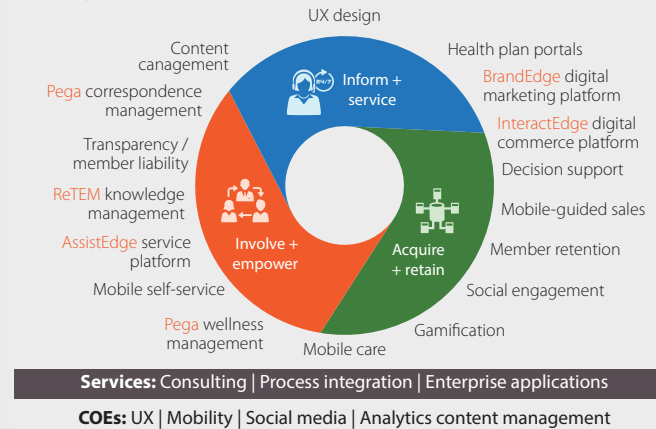 UX design
Content
canagement
Pega correspondence
management
Transparency /
member liability
ReTEM knowledge
management
AssistEdge service
platform
Mobile self-service
Pega wellness
management
Mobile care
Health plan portals
BrandEdge digital
marketing platform
InteractEdge digital
commerce platform
Decision support
Mobile-guided sales
Member retention
Social engagement
Gamification
24/7
Inform +
service
Involve +
empower
Acquire
+ retain
Services: Consulting | Process integration | Enterprise applications
COEs: UX | Mobility | Social media | Analytics content management